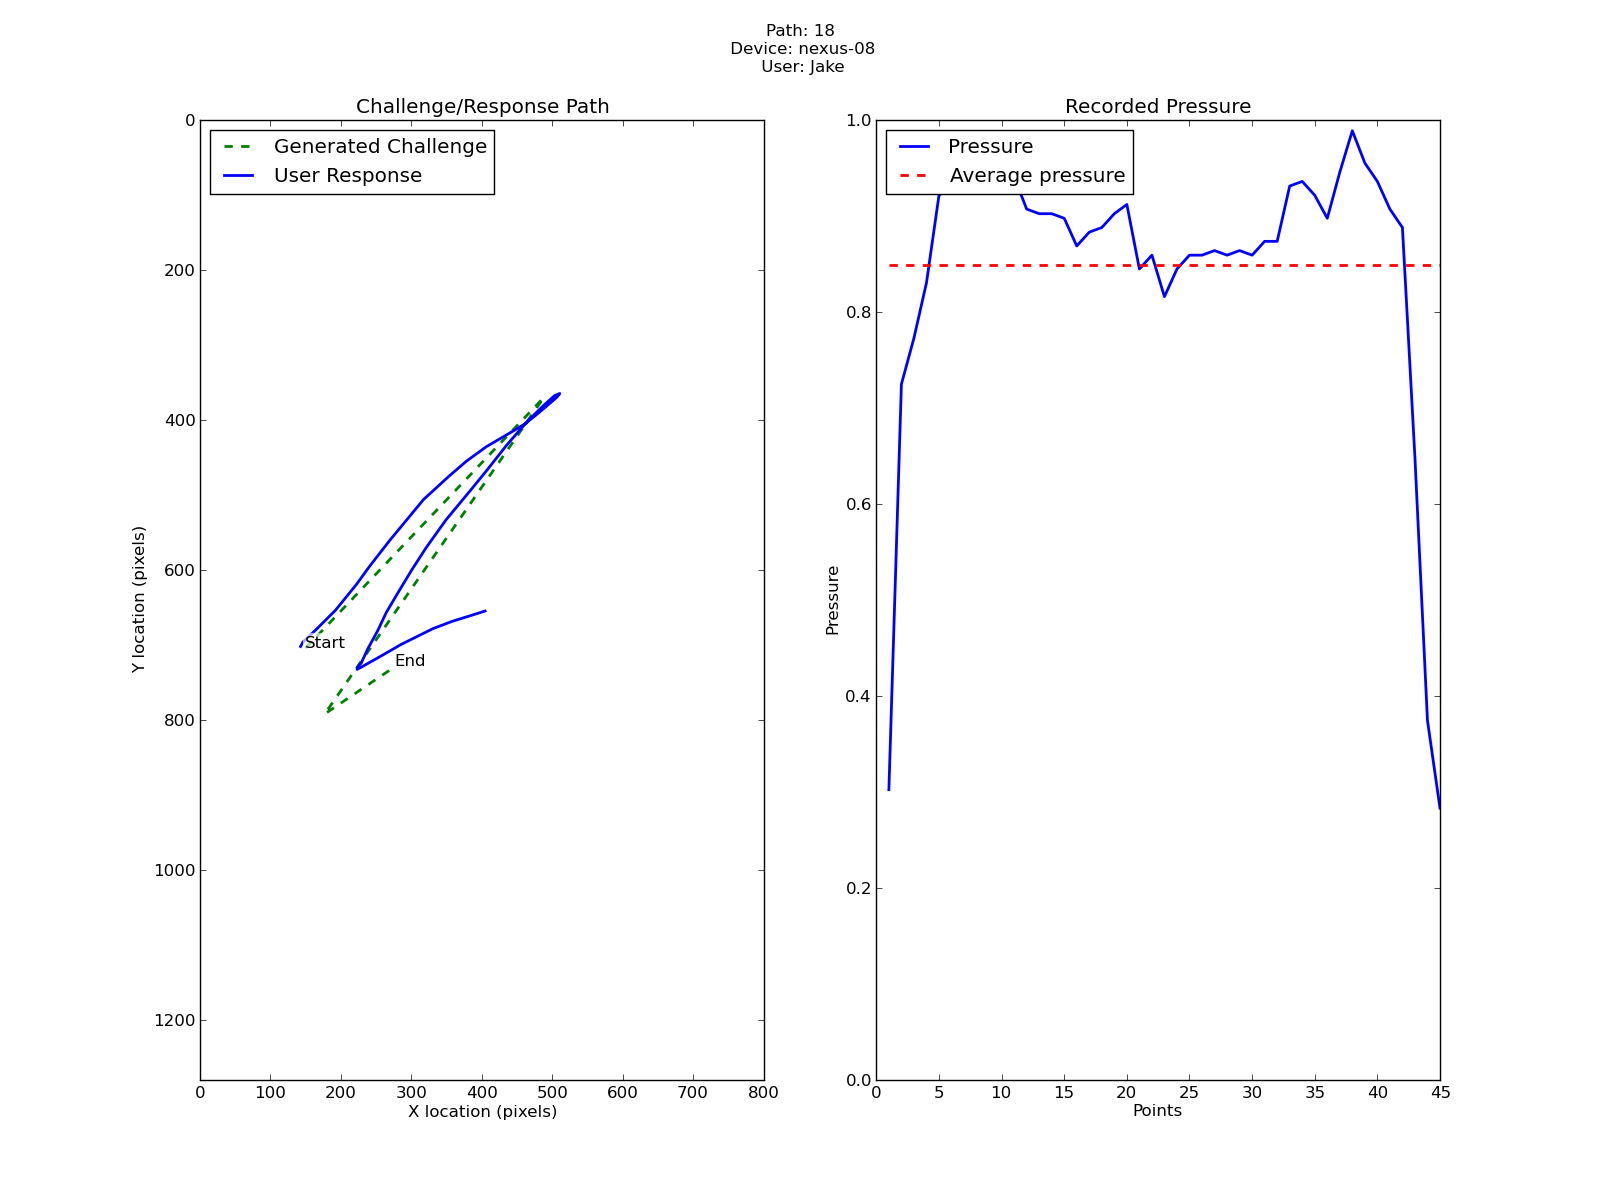 Path: 18
Device: nexus-08
User: Jake
Challenge/Response Path
Generated Challenge
User Response
0
200
400
600
800
1000
1200
Y location (pixels)
Start
End
0 100 200 300 400 500 600 700 800
X location (pixels)
Recorded Pressure
Pressure
Average pressure
1.0
0.8
0.6
0.4
0.2
0.0
Pressure
0 5 10 15 20 25 30 35 40 45
Points